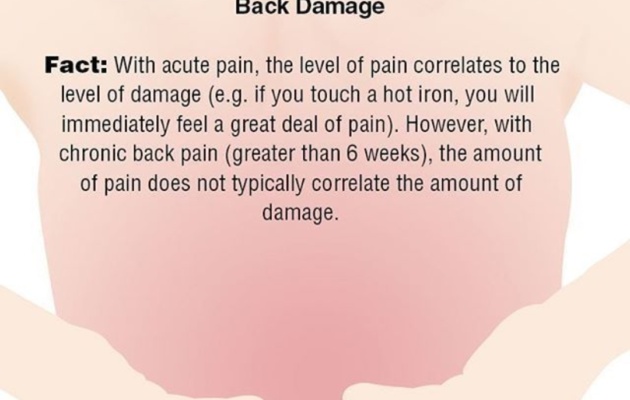 Back Damage
Fact: With acute pain, the level of pain correlates to the
level of damage (e.g. if you touch a hot iron, you will
immediately feel a great deal of pain). However, with
chronic back pain (greater than 6 weeks), the amount
of pain does not typically correlate the amount of
damage.